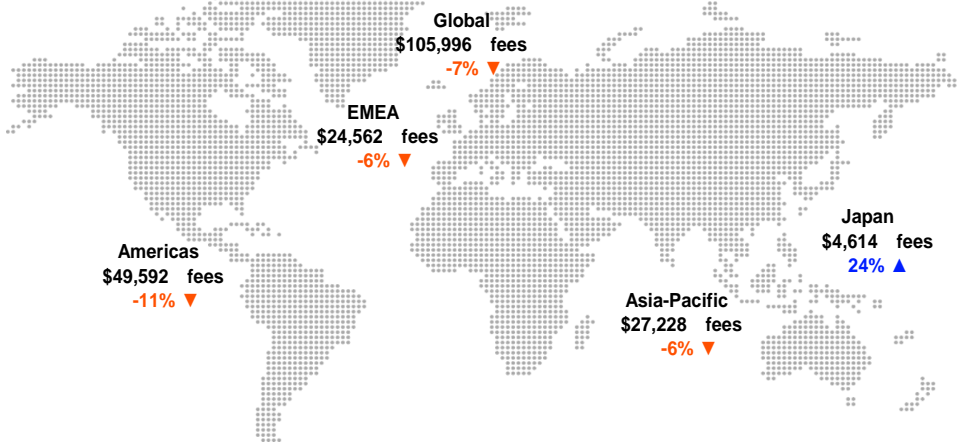 Global
$105,996 fees
-7% ▼
EMEA
$24,562 fees
-6% ▼
Americas
$49,592 fees
-11% ▼
Japan
$4,614 fees
24% ▲
Asia-Pacific
$27,228 fees
-6% ▼